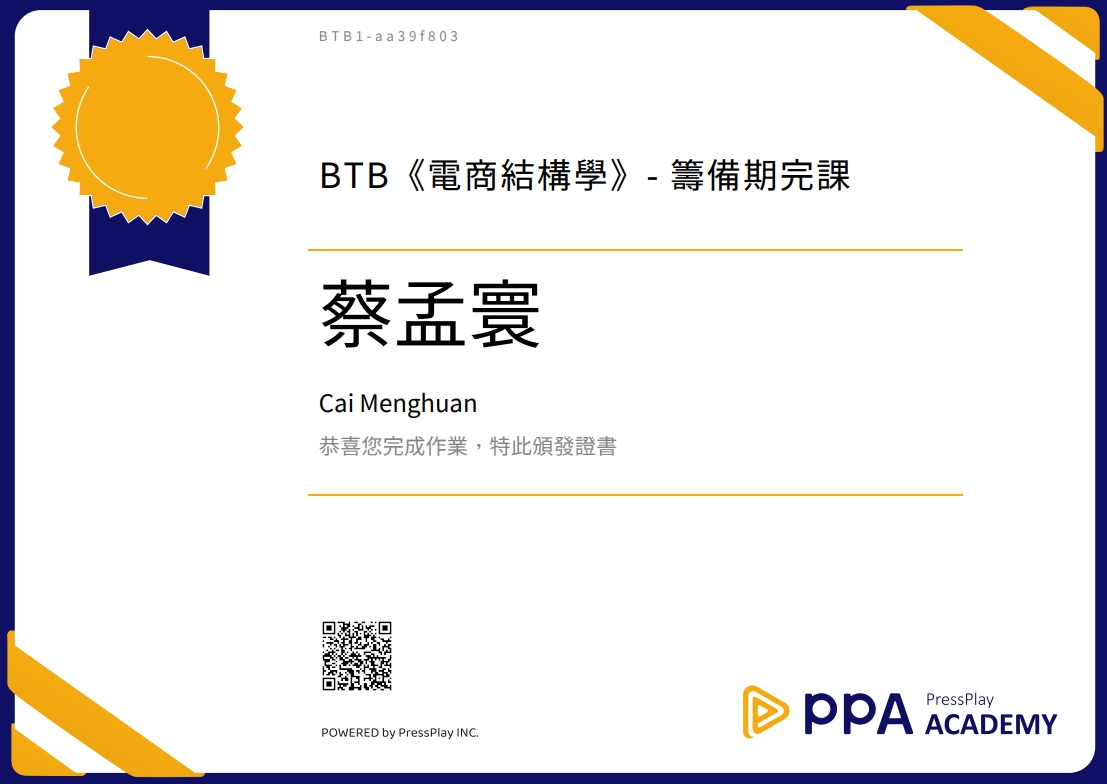 BTB1-aa39f803
BTB《電商結構學》- 籌備期完課
蔡孟寰
Cai Menghuan
恭喜您完成作業，特此頒發證書
POWERED by PressPlay INC.
PPA PressPlay
ACADEMY